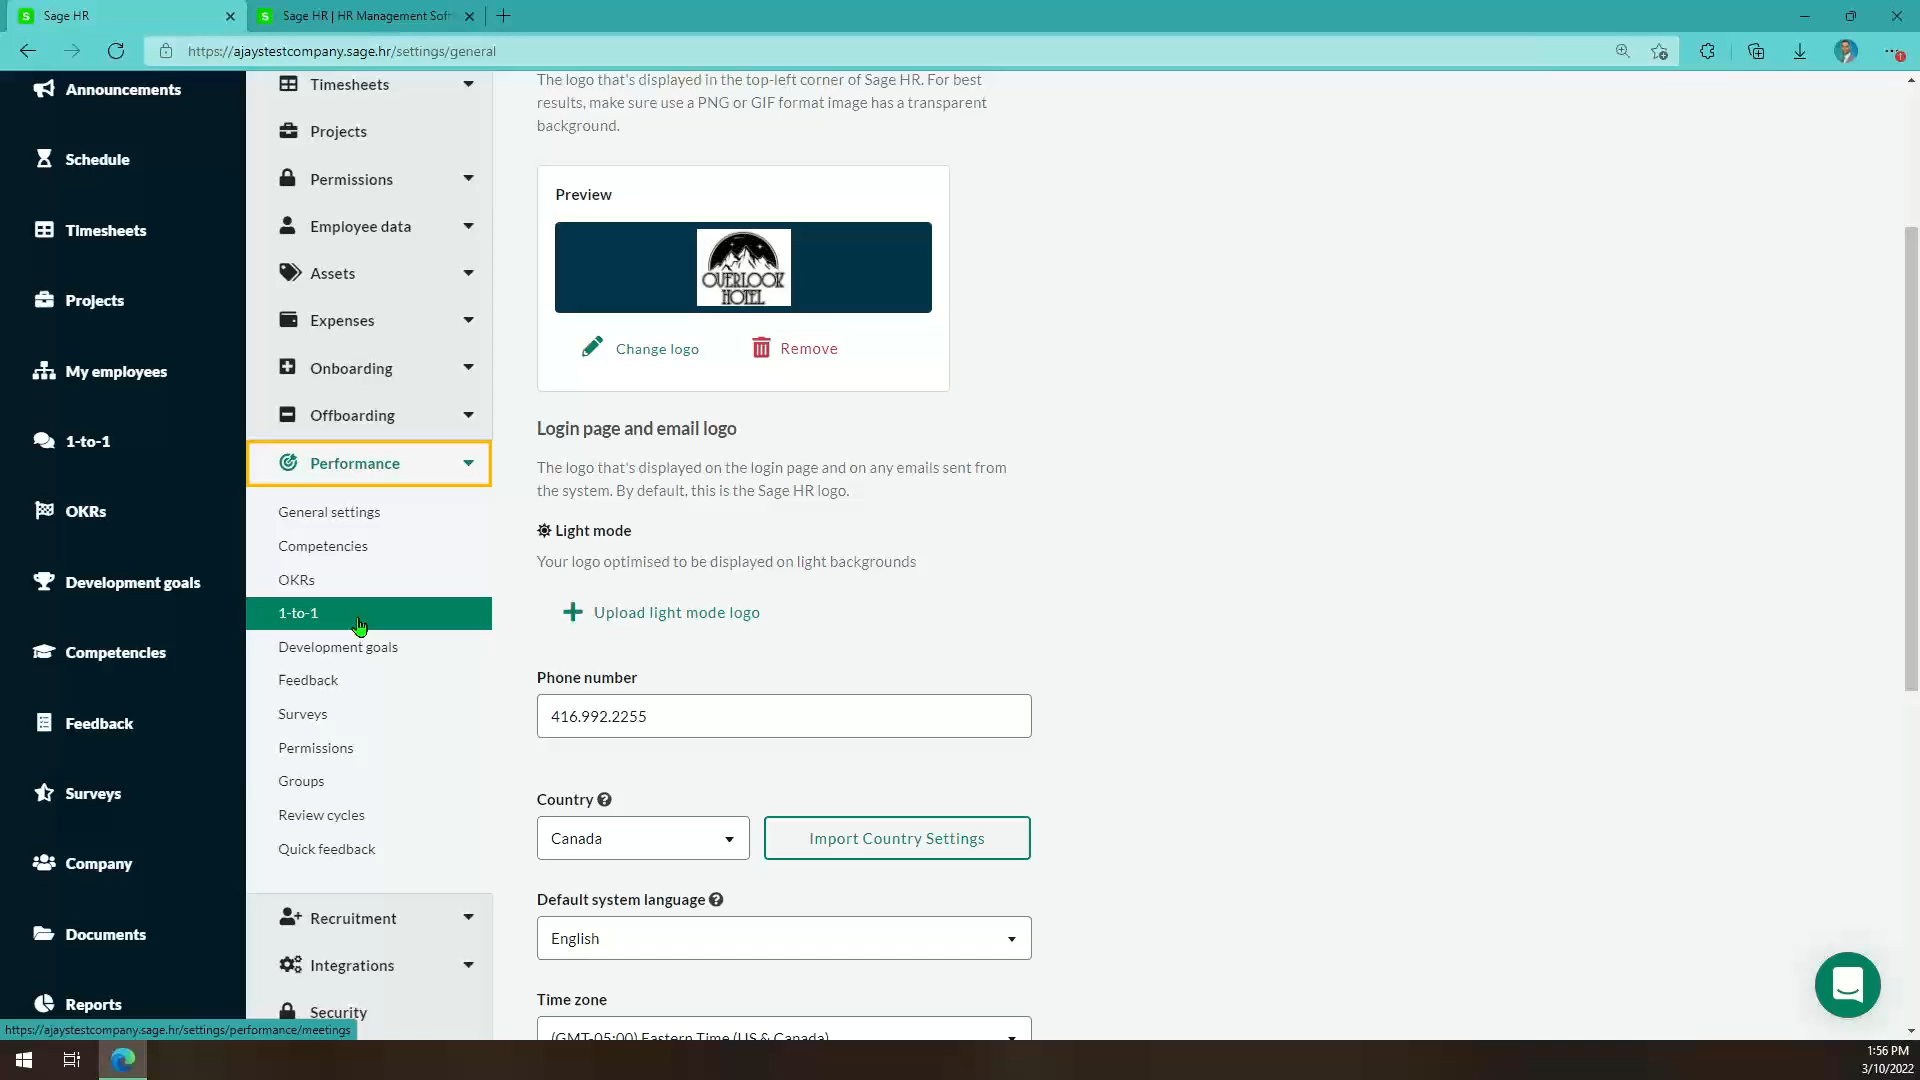 Sage HR
Sage HR | HR Management Soft
https://ajaystestcompany.sage.hr/settings/general
Announcements
Schedule
Timesheets
Projects
My employees
1-to-1
OKRs
Development goals
Competencies
Feedback
Surveys
Company
Documents
Reports
https://ajaystestcompany.sage.hr/settings/performance/meetings
Timesheets
Projects
Permissions
Employee data
Assets
Expenses
Onboarding
Offboarding
Performance
General settings
Competencies
OKRs
1-to-1
Development goals
Feedback
Surveys
Permissions
Groups
Review cycles
Quick feedback
Recruitment
Integrations
Security
The logo that's displayed in the top-left corner of Sage HR. For best
results, make sure use a PNG or GIF format image has a transparent
background.
Preview
OVERLOOK
HOTEL
Change logo
Remove
Login page and email logo
The logo that's displayed on the login page and on any emails sent from
the system. By default, this is the Sage HR logo.
Light mode
Your logo optimised to be displayed on light backgrounds
Upload light mode logo
Phone number
416.992.2255
Country
Canada
Import Country Settings
Default system language
English
Time zone
(GMT-05:00) Eastern Time (US & Canada)
1:56 PM
3/10/2022